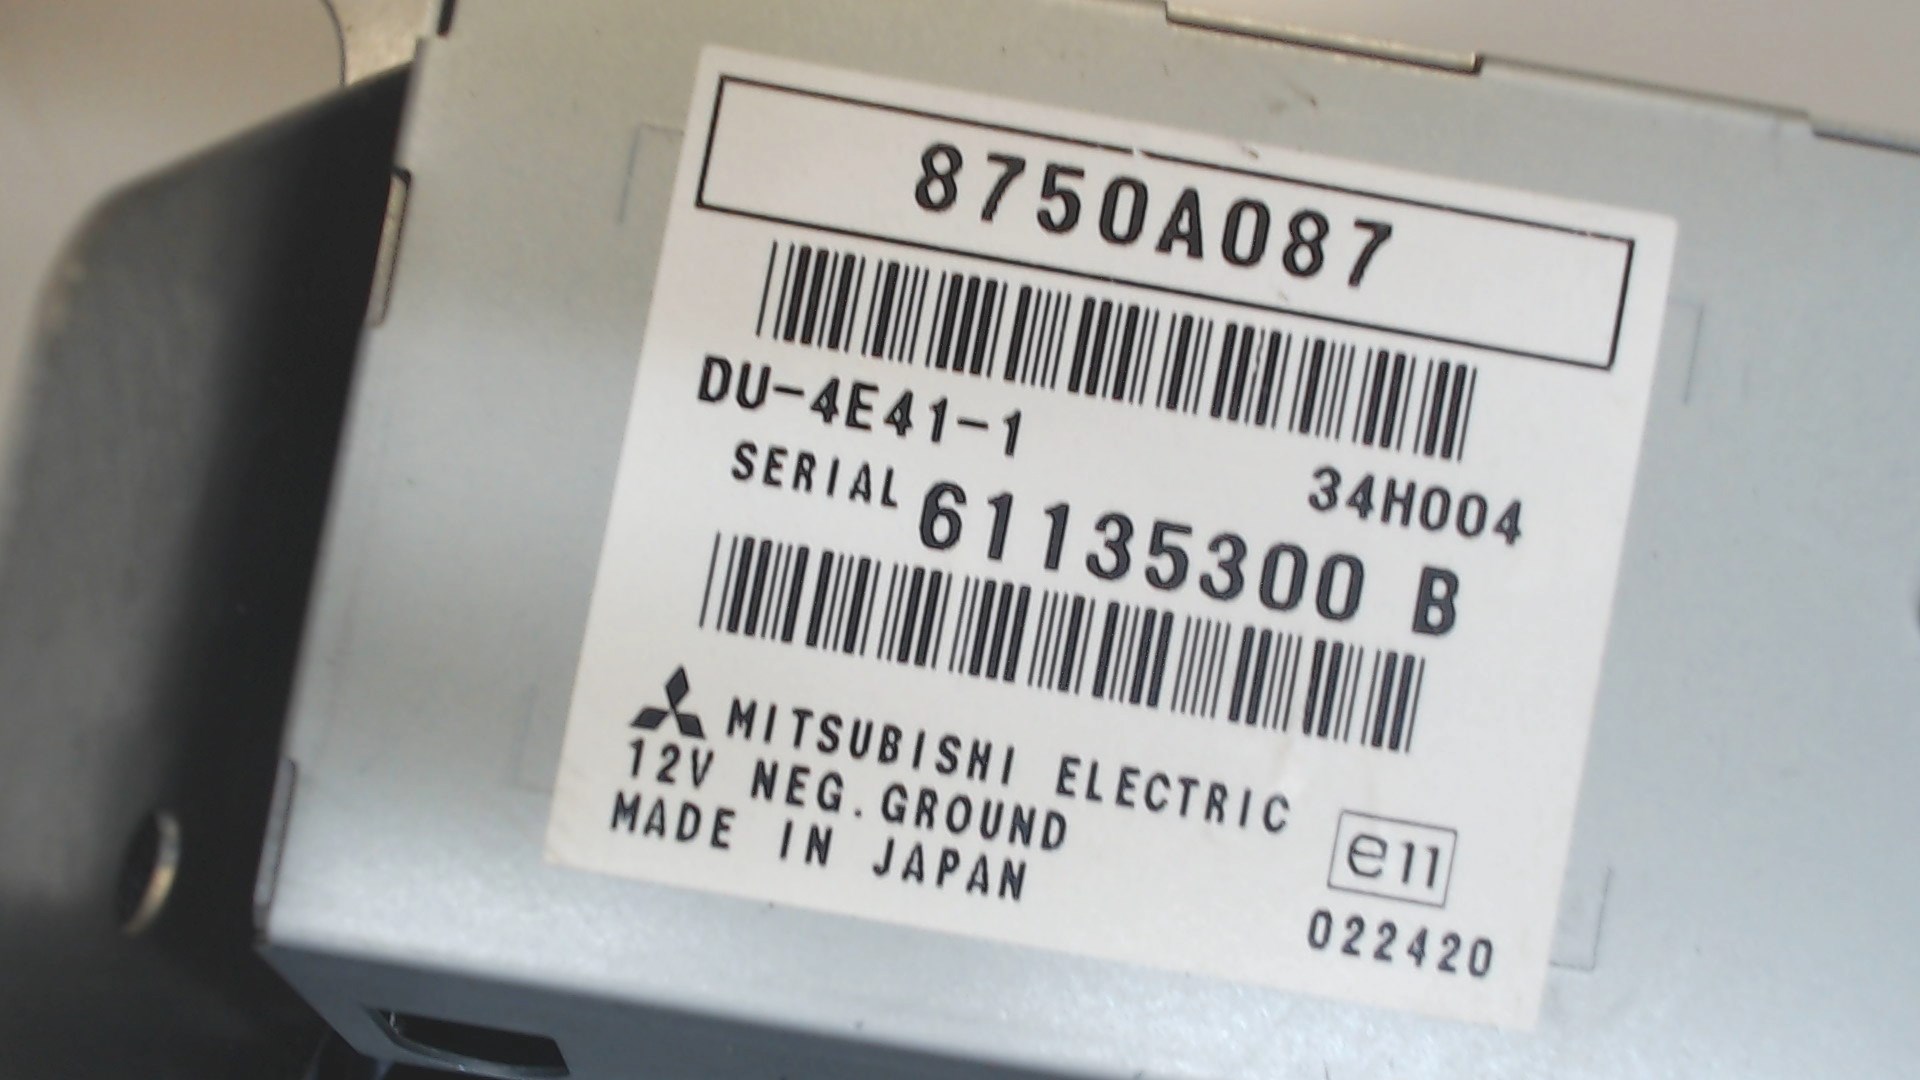 8750A087
DU-4E41-1
34H004
SERIAL 61135300 B
MITSUBISHI ELECTRIC
12V NEG.GROUND
MADE IN JAPAN
e11
022420